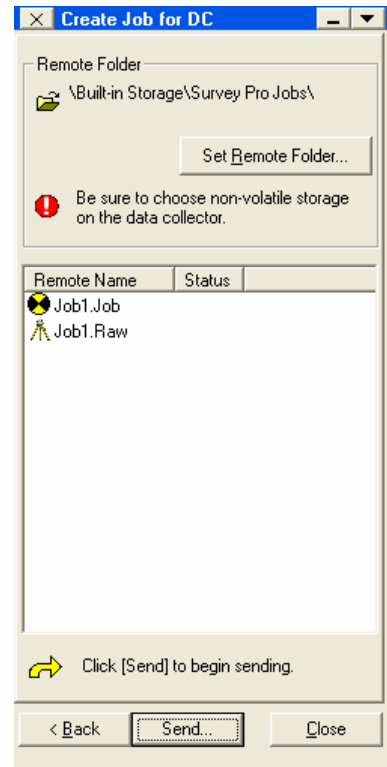 Create Job for DC
Remote Folder
\Built-in Storage\Survey Pro Jobs\
Set Remote Folder...
Be sure to choose non-volatile storage
on the data collector.
Remote Name Status
Job1.Job
Job1.Raw
Click [Send] to begin sending.
< Back Send... Close